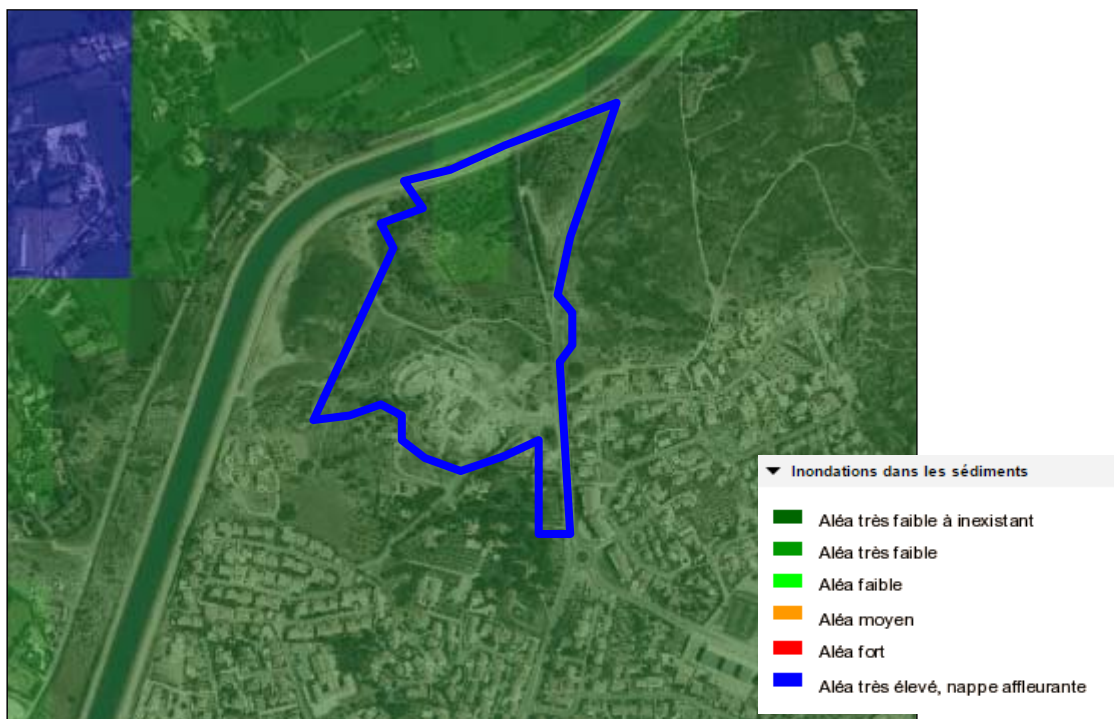 Inondations dans les sédiments
Aléa très faible à inexistant
Aléa très faible
Aléa faible
Aléa moyen
Aléa fort
Aléa très élevé, nappe affleurante